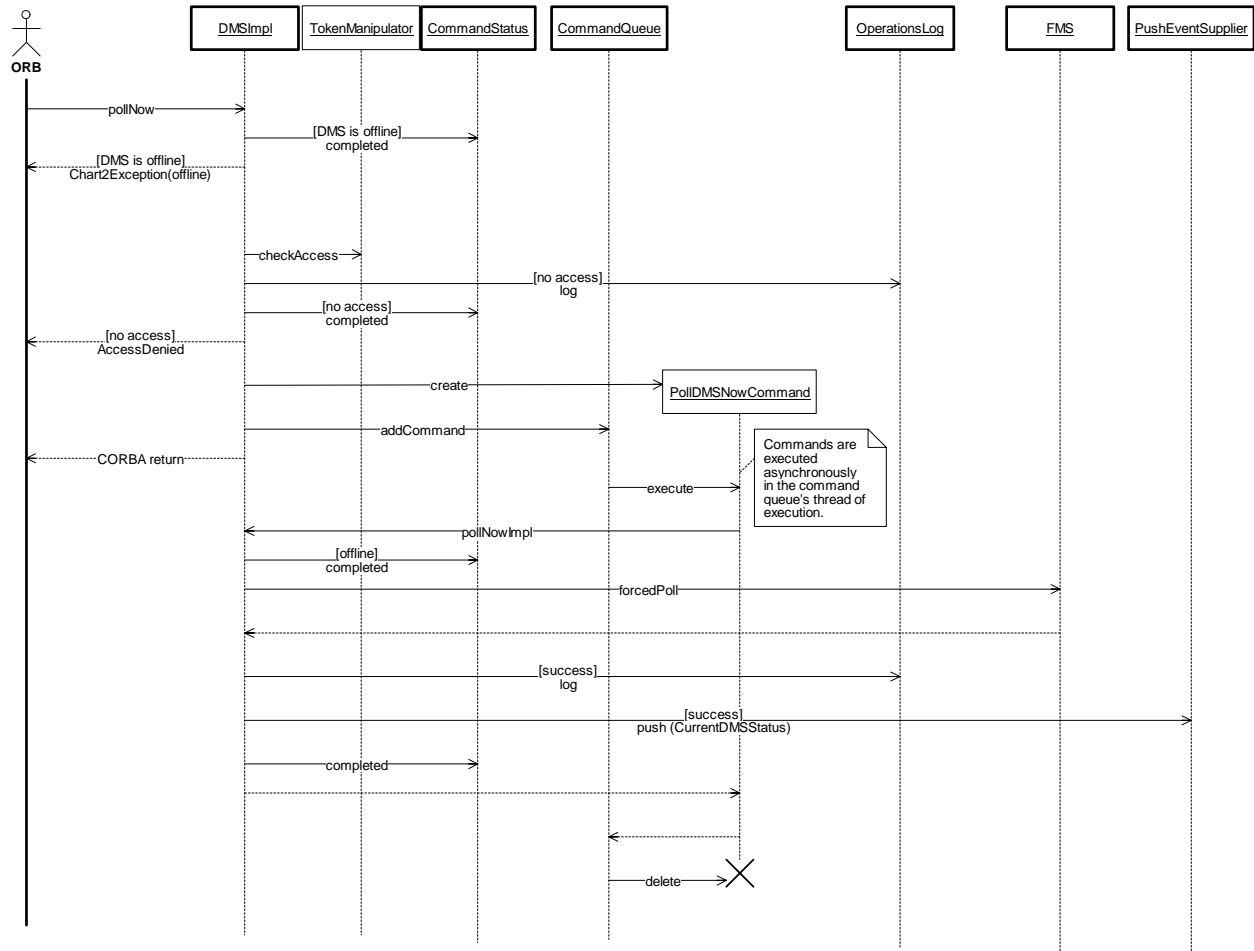 DMSImpl
TokenManipulator
CommandStatus
CommandQueue
OperationsLog
FMS
PushEventSupplier
ORB
pollNow
[DMS is offline]
completed
[DMS is offline]
Chart2Exception(offline)
checkAccess
[no access]
log
[no access]
completed
[no access]
AccessDenied
create
PollDMSNowCommand
addCommand
Commands are
executed
asynchronously
in the command
queue's thread of
execution.
CORBA return
execute
pollNowImpl
[offline]
completed
forcedPoll
[success]
log
[success]
push (CurrentDMSStatus)
completed
delete